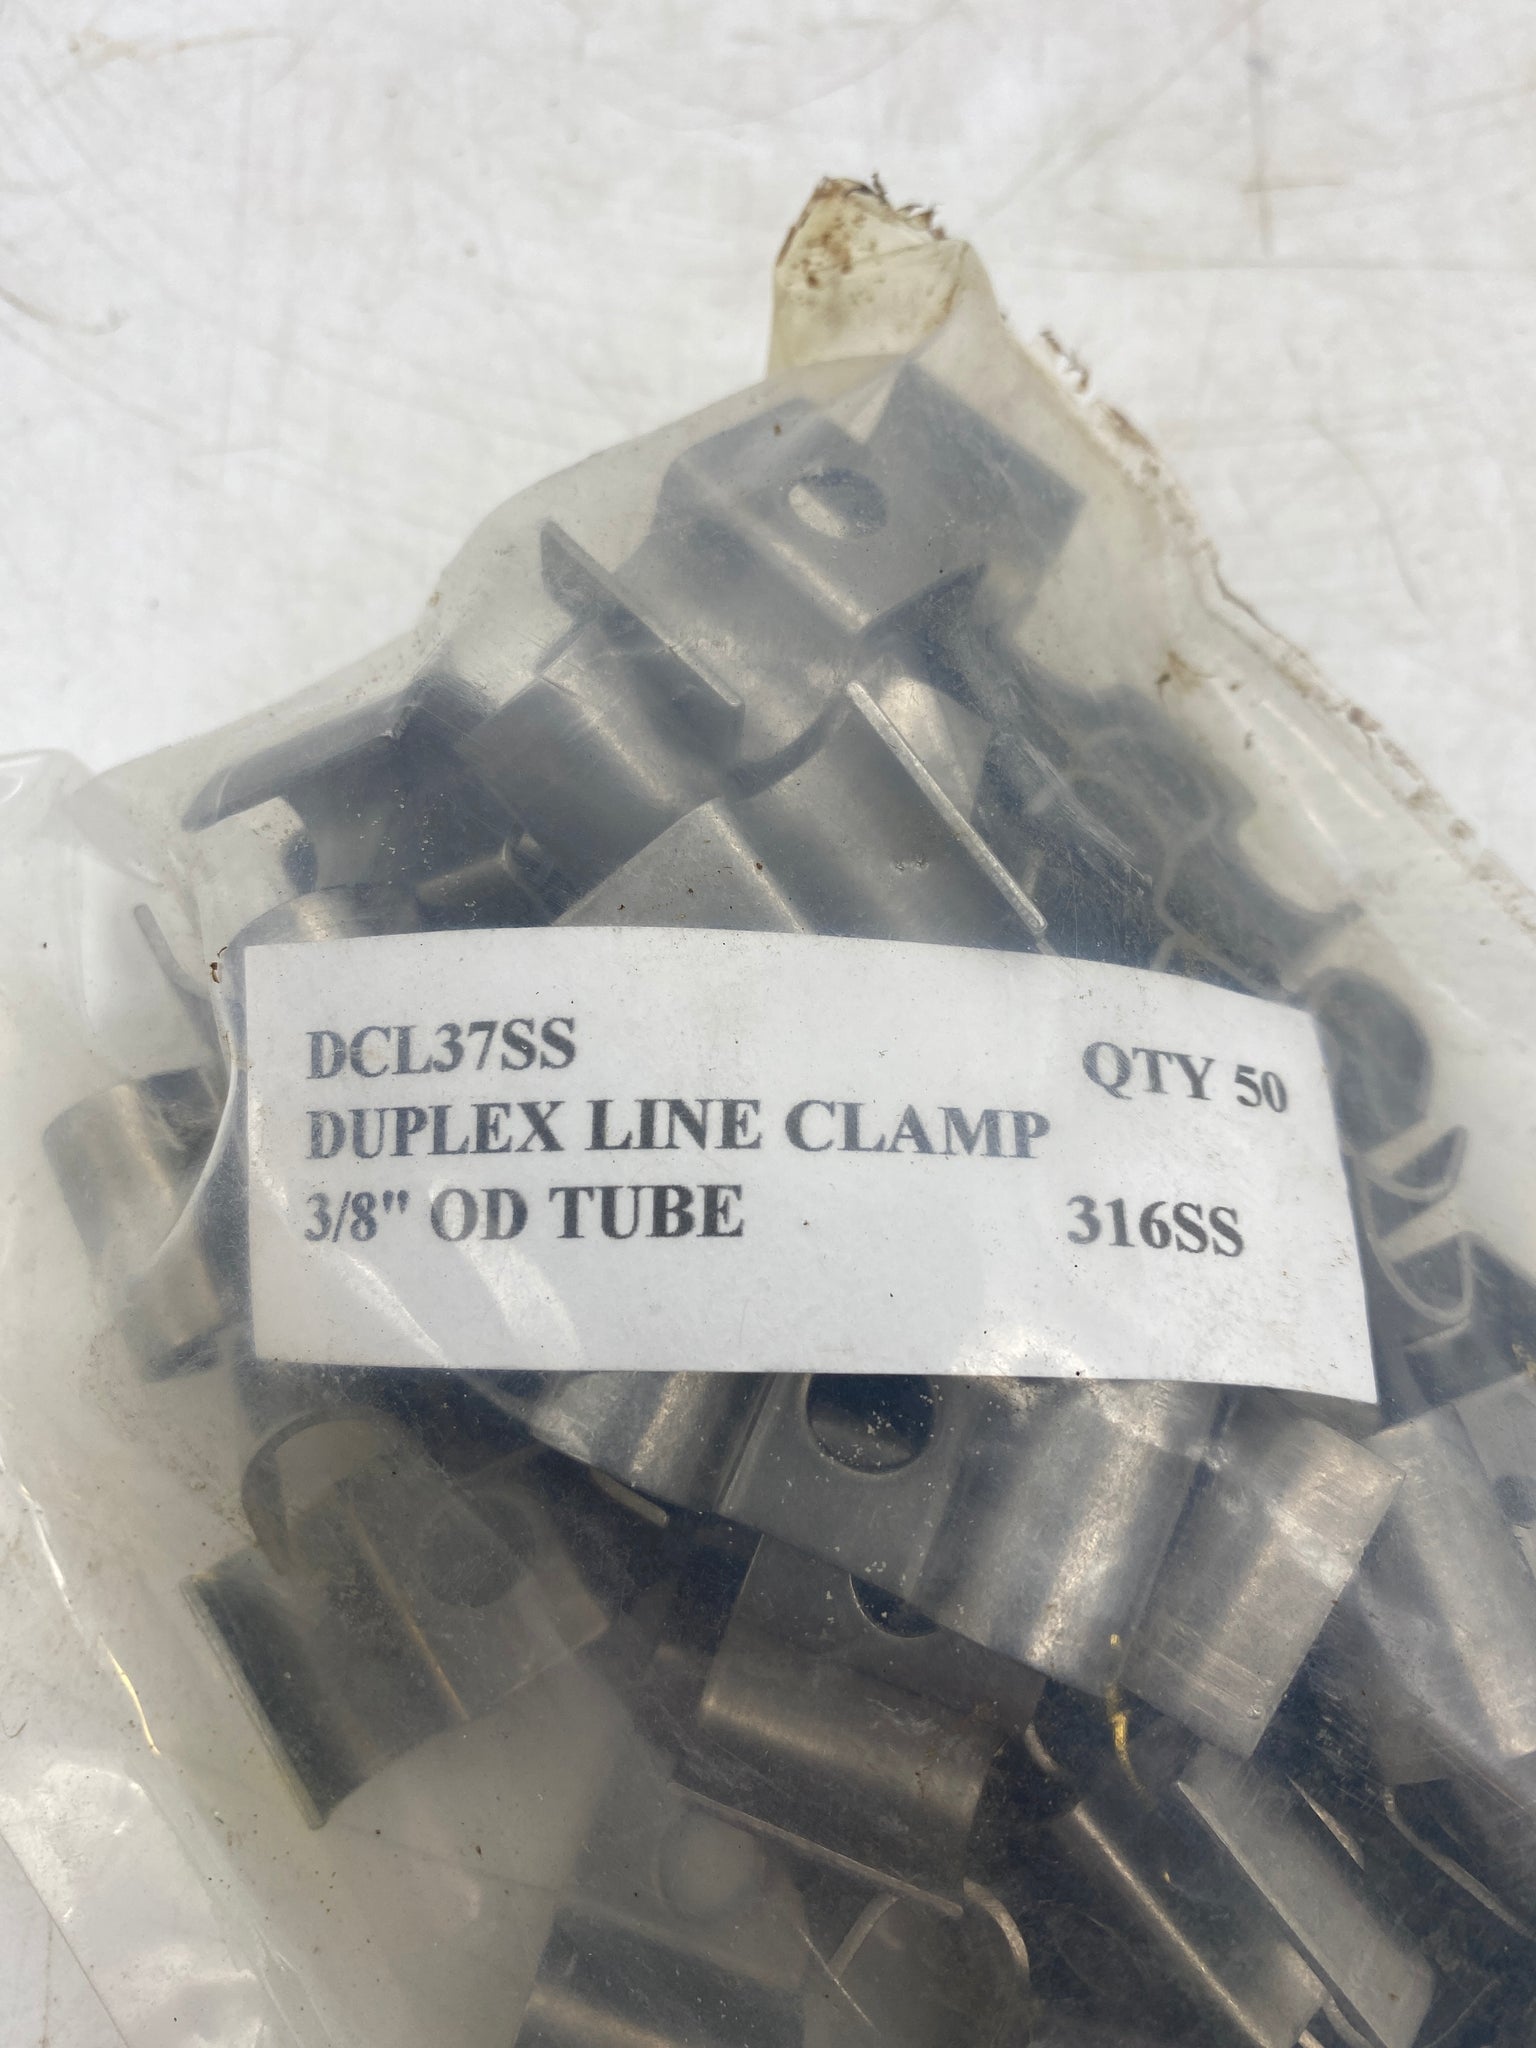 DCL37SS QTY 50
DUPLEX LINE CLAMP
3/8" OD TUBE 316SS